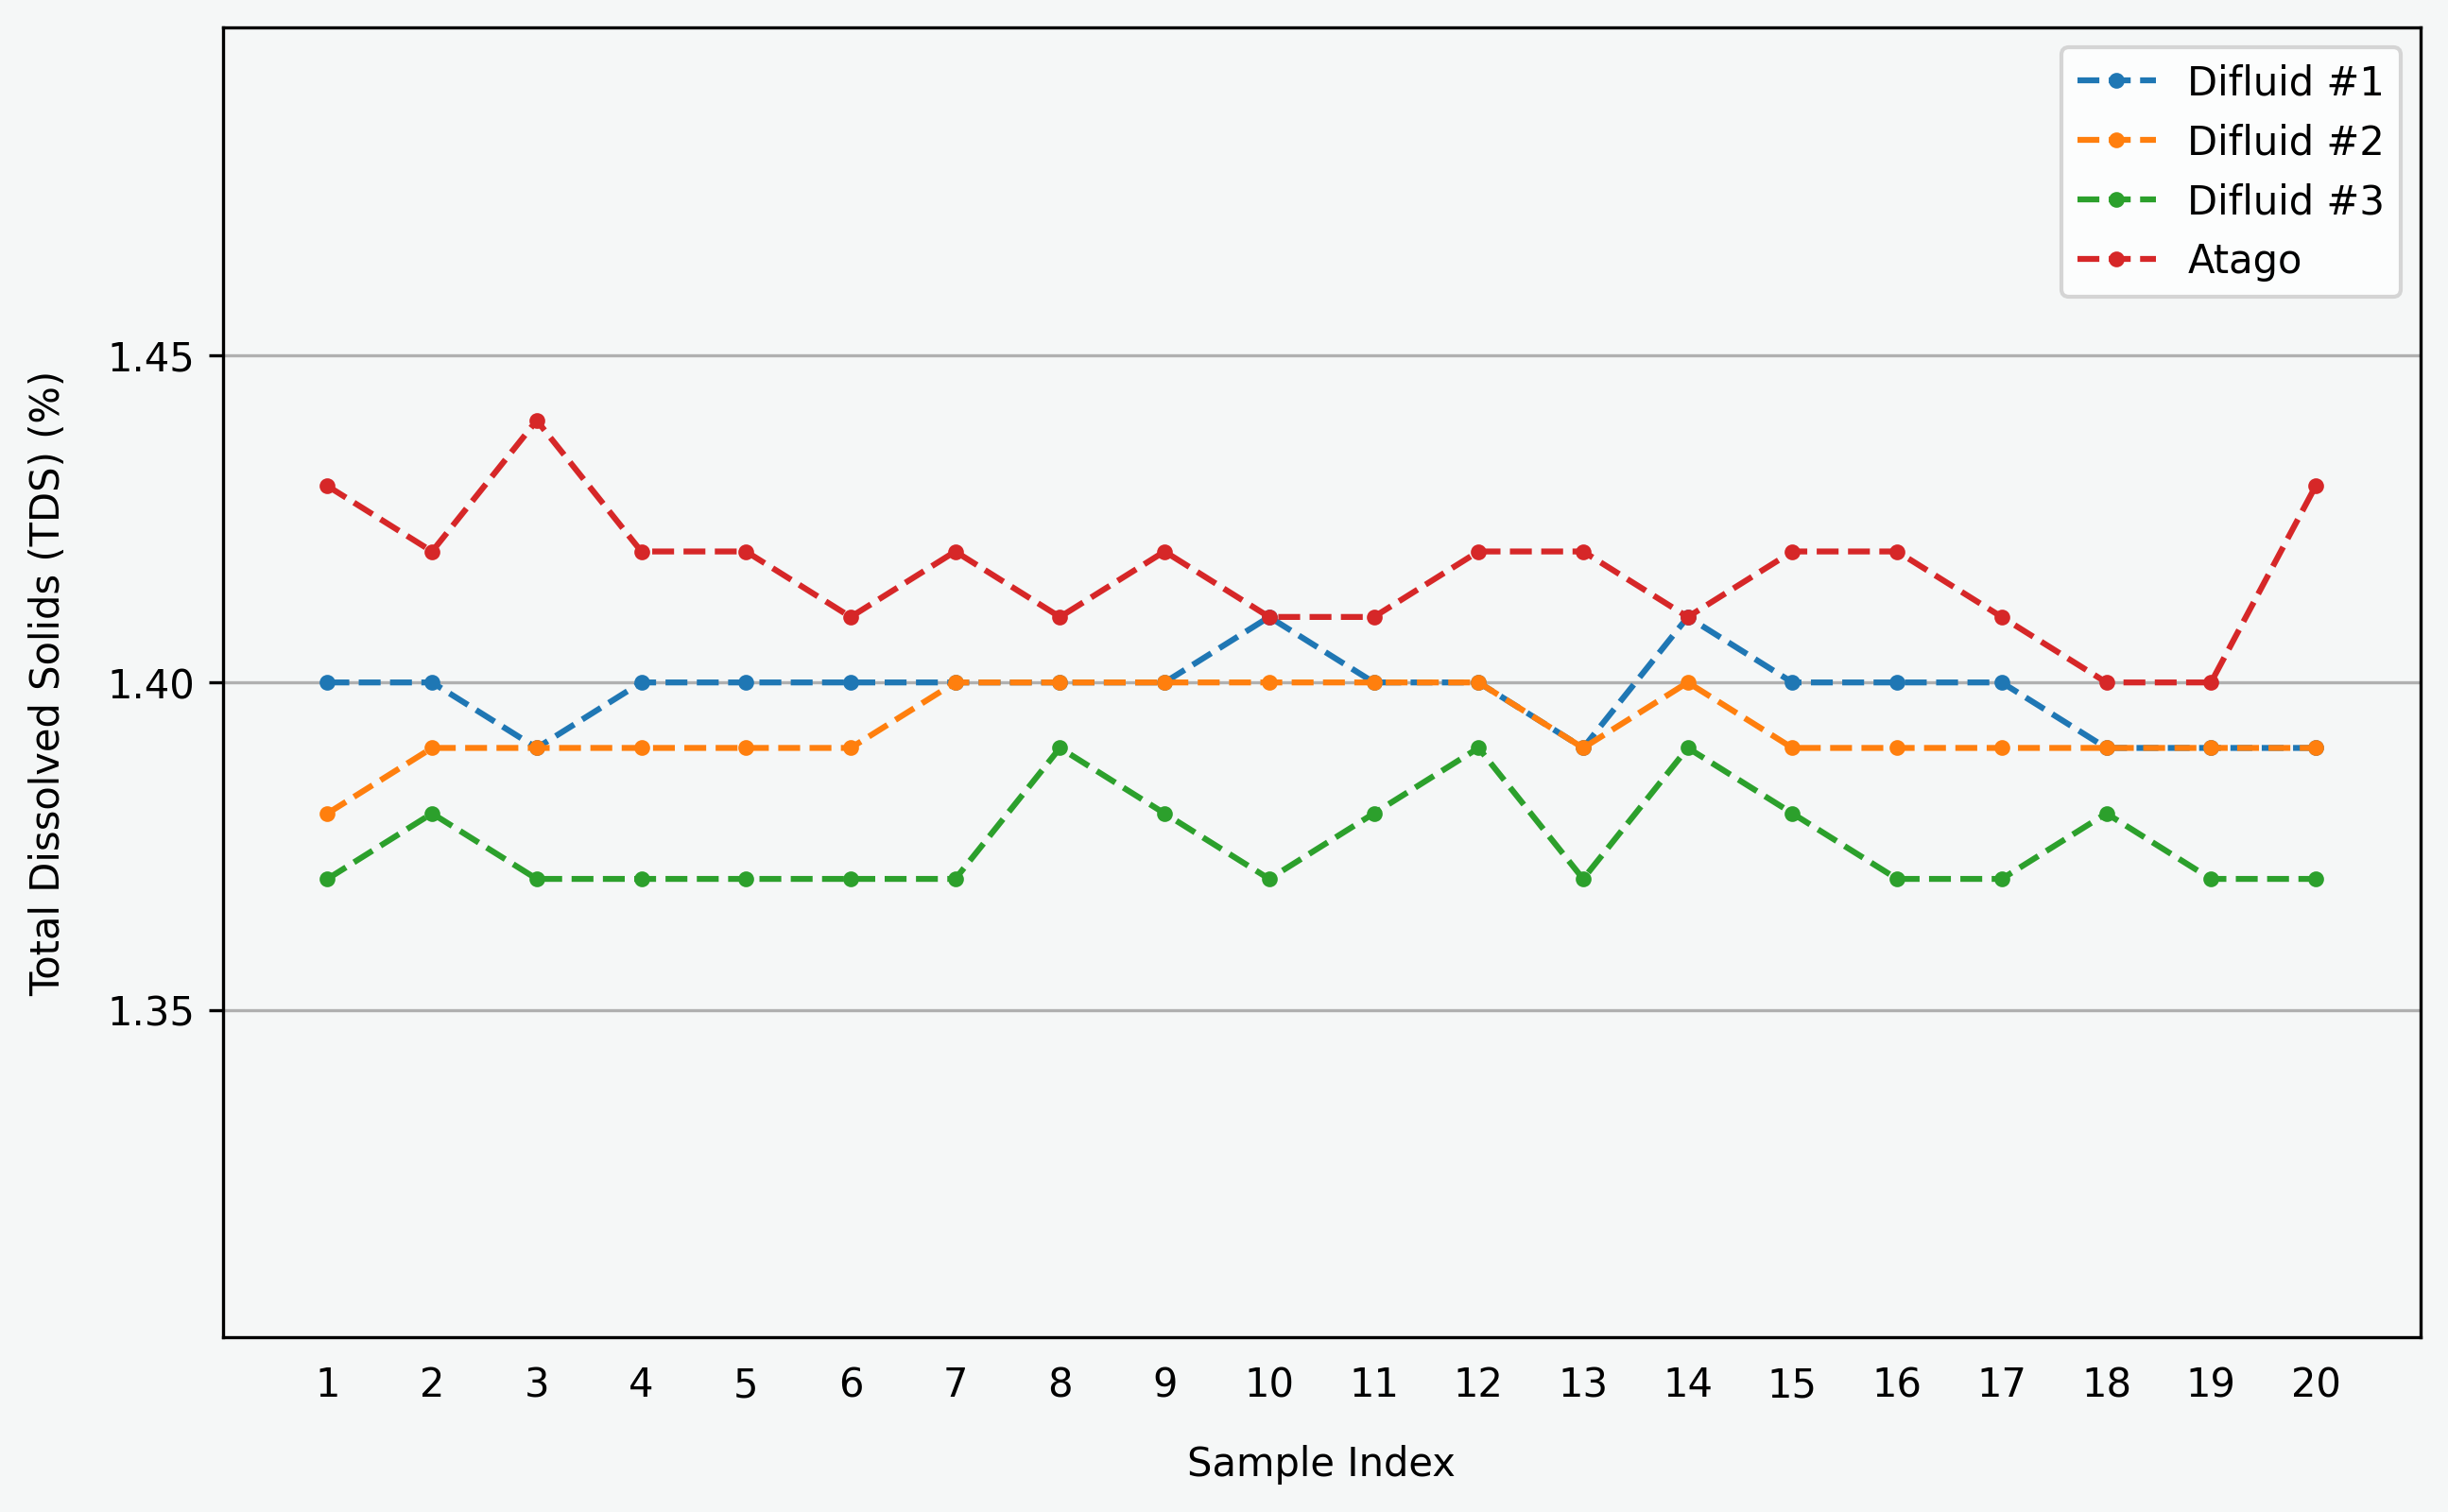 Difluid #1
Difluid #2
Difluid #3
Atago
Total Dissolved Solids (TDS) (%)
1.45
1.40
1.35
1 2 3 4 5 6 7 8 9 10 11 12 13 14 15 16 17 18 19 20
Sample Index